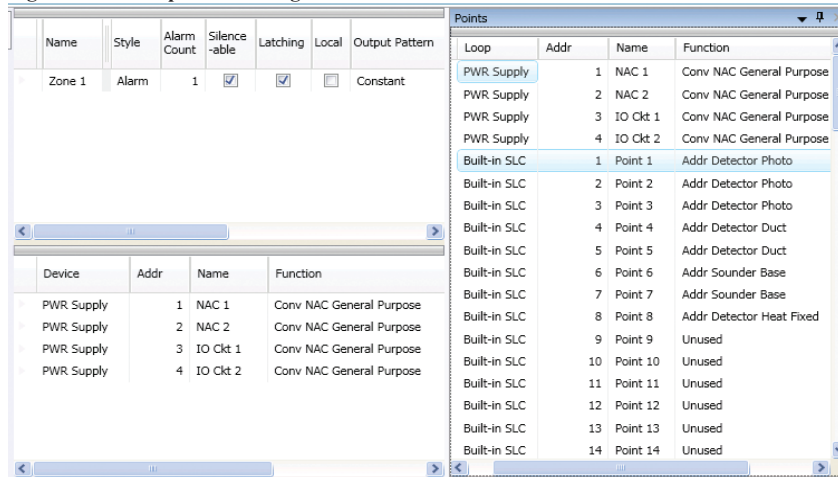 Points
Name Style Alarm Count Silence -able Latching Local Output Pattern
Zone 1 Alarm 1 Constant
Device Addr Name Function
PWR Supply 1 NAC 1 Conv NAC General Purpose
PWR Supply 2 NAC 2 Conv NAC General Purpose
PWR Supply 3 IO Ckt 1 Conv NAC General Purpose
PWR Supply 4 IO Ckt 2 Conv NAC General Purpose
Loop Addr Name Function
PWR Supply 1 NAC 1 Conv NAC General Purpose
PWR Supply 2 NAC 2 Conv NAC General Purpose
PWR Supply 3 IO Ckt 1 Conv NAC General Purpose
PWR Supply 4 IO Ckt 2 Conv NAC General Purpose
Built-in SLC 1 Point 1 Addr Detector Photo
Built-in SLC 2 Point 2 Addr Detector Photo
Built-in SLC 3 Point 3 Addr Detector Photo
Built-in SLC 4 Point 4 Addr Detector Duct
Built-in SLC 5 Point 5 Addr Detector Duct
Built-in SLC 6 Point 6 Addr Sounder Base
Built-in SLC 7 Point 7 Addr Sounder Base
Built-in SLC 8 Point 8 Addr Detector Heat Fixed
Built-in SLC 9 Point 9 Unused
Built-in SLC 10 Point 10 Unused
Built-in SLC 11 Point 11 Unused
Built-in SLC 12 Point 12 Unused
Built-in SLC 13 Point 13 Unused
Built-in SLC 14 Point 14 Unused